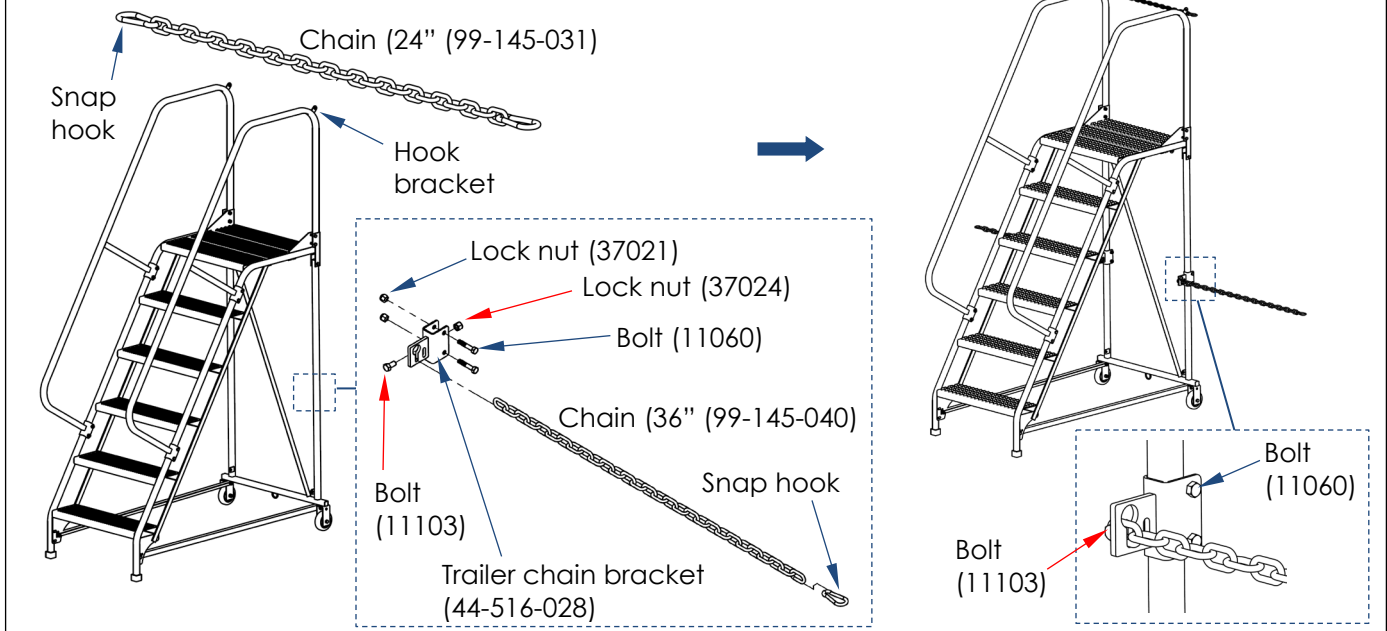 Chain (24” (99-145-031)
Snap
hook
Hook
bracket
Lock nut (37021)
Lock nut (37024)
Bolt (11060)
Chain (36” (99-145-040)
Snap hook
Bolt
(11103)
Trailer chain bracket
(44-516-028)
Bolt
(11060)
Bolt
(11103)